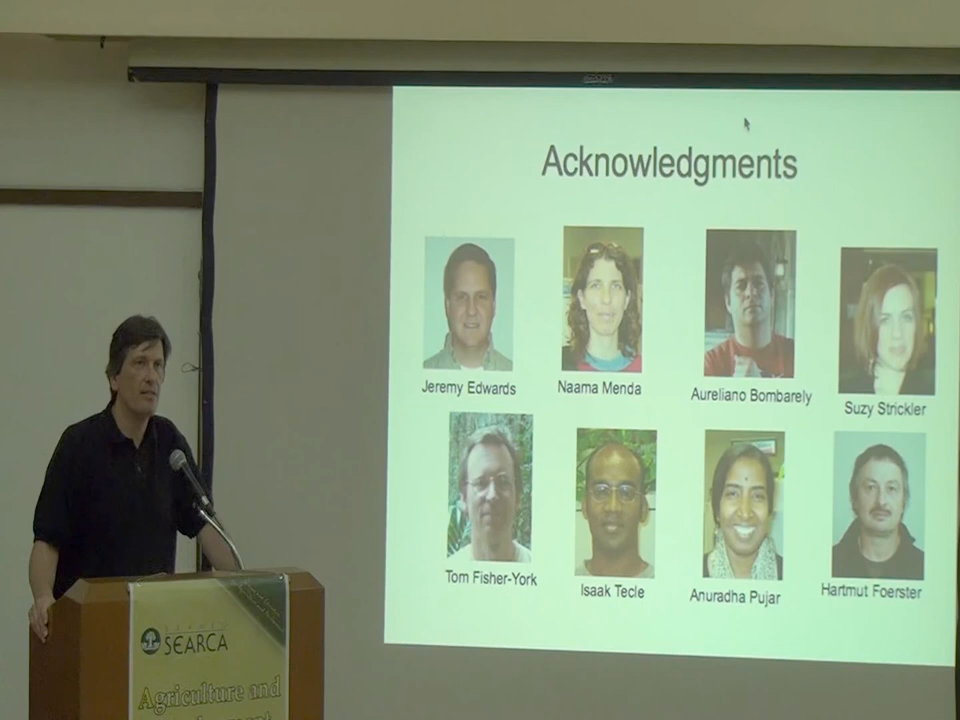 Acknowledgments
Jeremy Edwards
Naama Menda
Aureliano Bombarely
Suzy Strickler
Tom Fisher-York
Isaak Tecle
Anuradha Pujar
Hartmut Foerster
SEARCA
Agriculture and